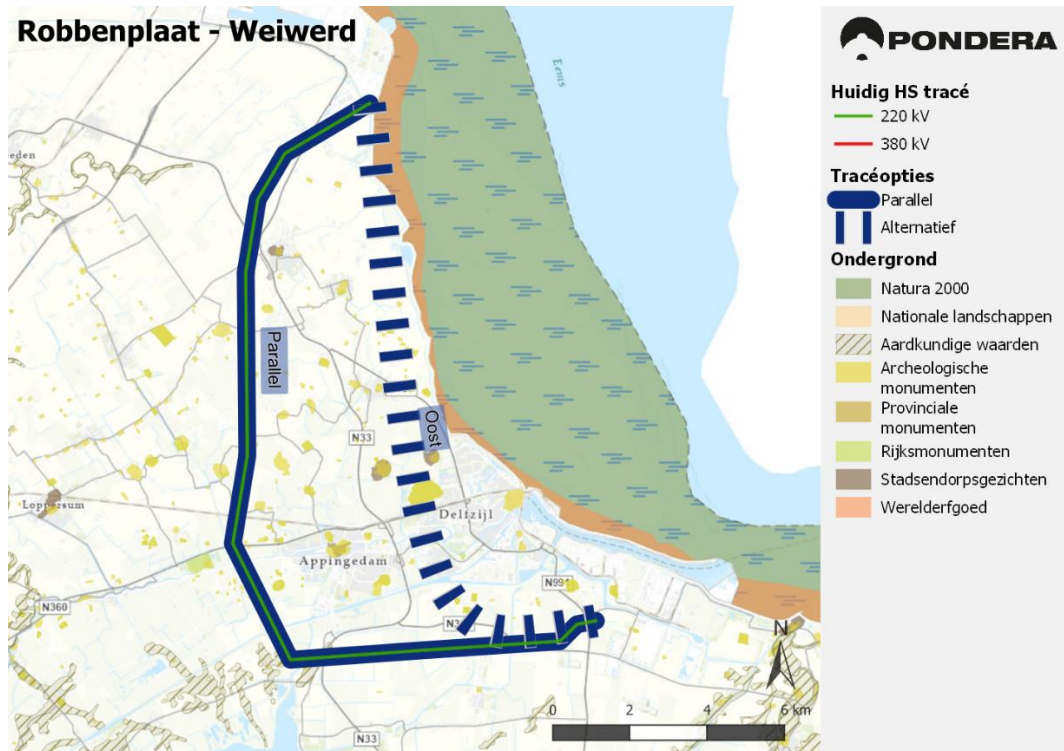 Robbenplaat - Weiwerd
Eems
eeden
Parallel
Oost
N33
Loppersum
Delfzijl
Appingedam
N991
N360
N33
N
0 2 4 6 km
PONDERA
Huidig HS tracé
220 kV
380 kV
Tracéopties
Parallel
Alternatief
Ondergrond
Natura 2000
Nationale landschappen
Aardkundige waarden
Archeologische
monumenten
Provinciale
monumenten
Rijksmonumenten
Stadsendorpsgezichten
Werelderfgoed